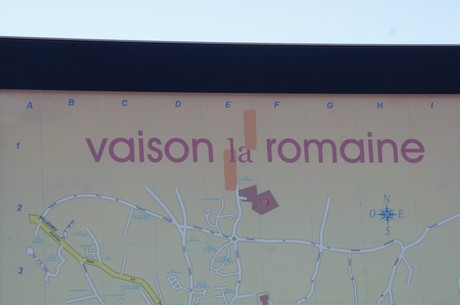 A B C D E F G H I
1 vaison la romaine
2
N
O E
S
3